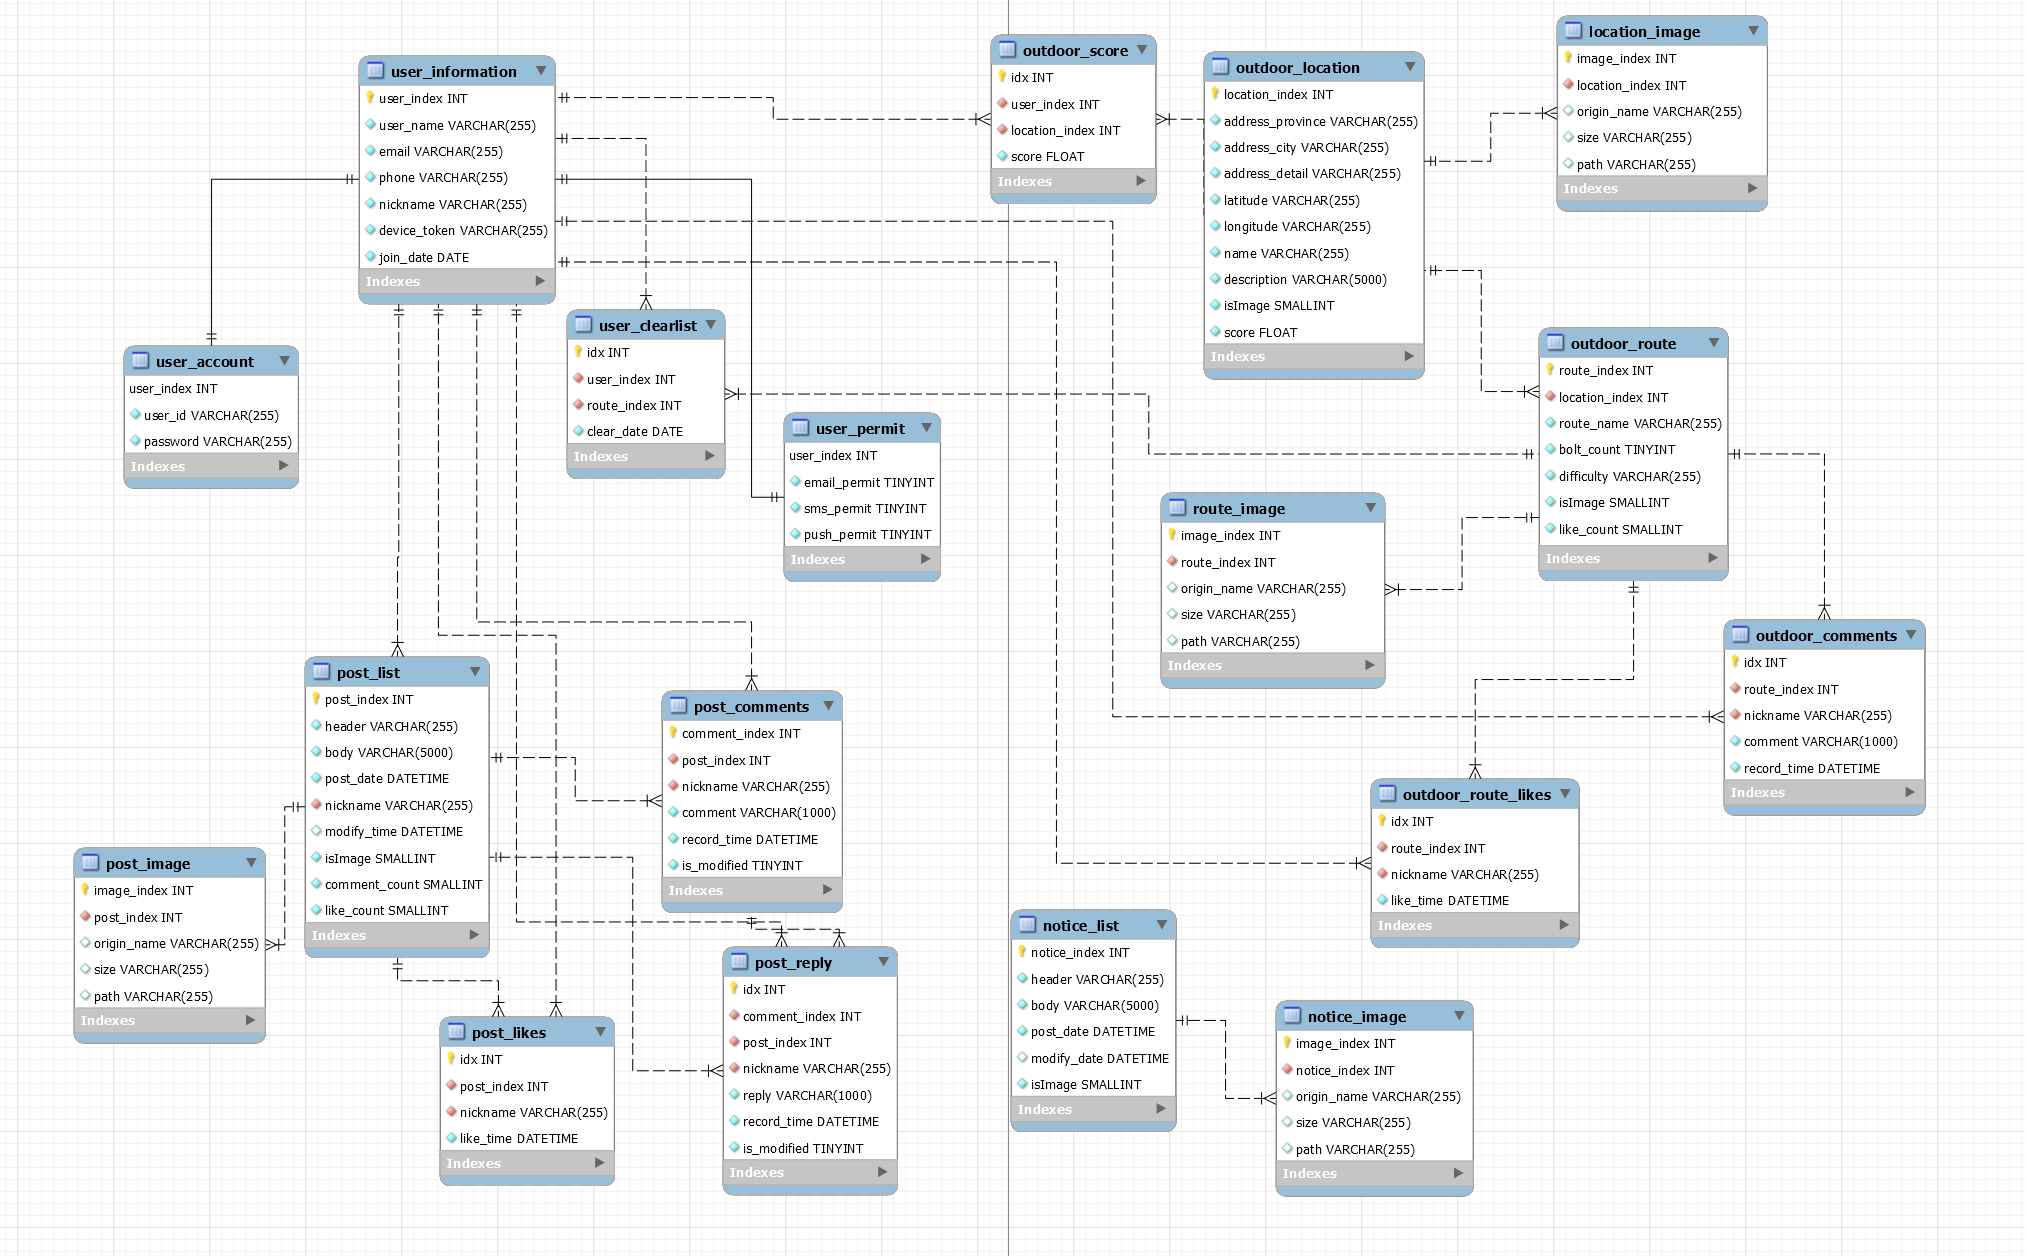 user_information
user_index INT
user_name VARCHAR(255)
email VARCHAR(255)
phone VARCHAR(255)
nickname VARCHAR(255)
device_token VARCHAR(255)
join_date DATE
Indexes
outdoor_score
idx INT
user_index INT
location_index INT
score FLOAT
Indexes
outdoor_location
location_index INT
address_province VARCHAR(255)
address_city VARCHAR(255)
address_detail VARCHAR(255)
latitude VARCHAR(255)
longitude VARCHAR(255)
name VARCHAR(255)
description VARCHAR(5000)
isImage SMALLINT
score FLOAT
Indexes
location_image
image_index INT
location_index INT
origin_name VARCHAR(255)
size VARCHAR(255)
path VARCHAR(255)
Indexes
user_account
user_index INT
user_id VARCHAR(255)
password VARCHAR(255)
Indexes
user_clearlist
idx INT
user_index INT
route_index INT
clear_date DATE
Indexes
user_permit
user_index INT
email_permit TINYINT
sms_permit TINYINT
push_permit TINYINT
Indexes
outdoor_route
route_index INT
location_index INT
route_name VARCHAR(255)
bolt_count TINYINT
difficulty VARCHAR(255)
isImage SMALLINT
like_count SMALLINT
Indexes
route_image
image_index INT
route_index INT
origin_name VARCHAR(255)
size VARCHAR(255)
path VARCHAR(255)
Indexes
outdoor_comments
idx INT
route_index INT
nickname VARCHAR(255)
comment VARCHAR(1000)
record_time DATETIME
Indexes
post_list
post_index INT
header VARCHAR(255)
body VARCHAR(5000)
post_date DATETIME
nickname VARCHAR(255)
modify_time DATETIME
isImage SMALLINT
comment_count SMALLINT
like_count SMALLINT
Indexes
post_comments
comment_index INT
post_index INT
nickname VARCHAR(255)
comment VARCHAR(1000)
record_time DATETIME
is_modified TINYINT
Indexes
outdoor_route_likes
idx INT
route_index INT
nickname VARCHAR(255)
like_time DATETIME
Indexes
post_image
image_index INT
post_index INT
origin_name VARCHAR(255)
size VARCHAR(255)
path VARCHAR(255)
Indexes
post_likes
idx INT
post_index INT
nickname VARCHAR(255)
like_time DATETIME
Indexes
post_reply
idx INT
comment_index INT
post_index INT
nickname VARCHAR(255)
reply VARCHAR(1000)
record_time DATETIME
is_modified TINYINT
Indexes
notice_list
notice_index INT
header VARCHAR(255)
body VARCHAR(5000)
post_date DATETIME
modify_date DATETIME
isImage SMALLINT
Indexes
notice_image
image_index INT
notice_index INT
origin_name VARCHAR(255)
size VARCHAR(255)
path VARCHAR(255)
Indexes